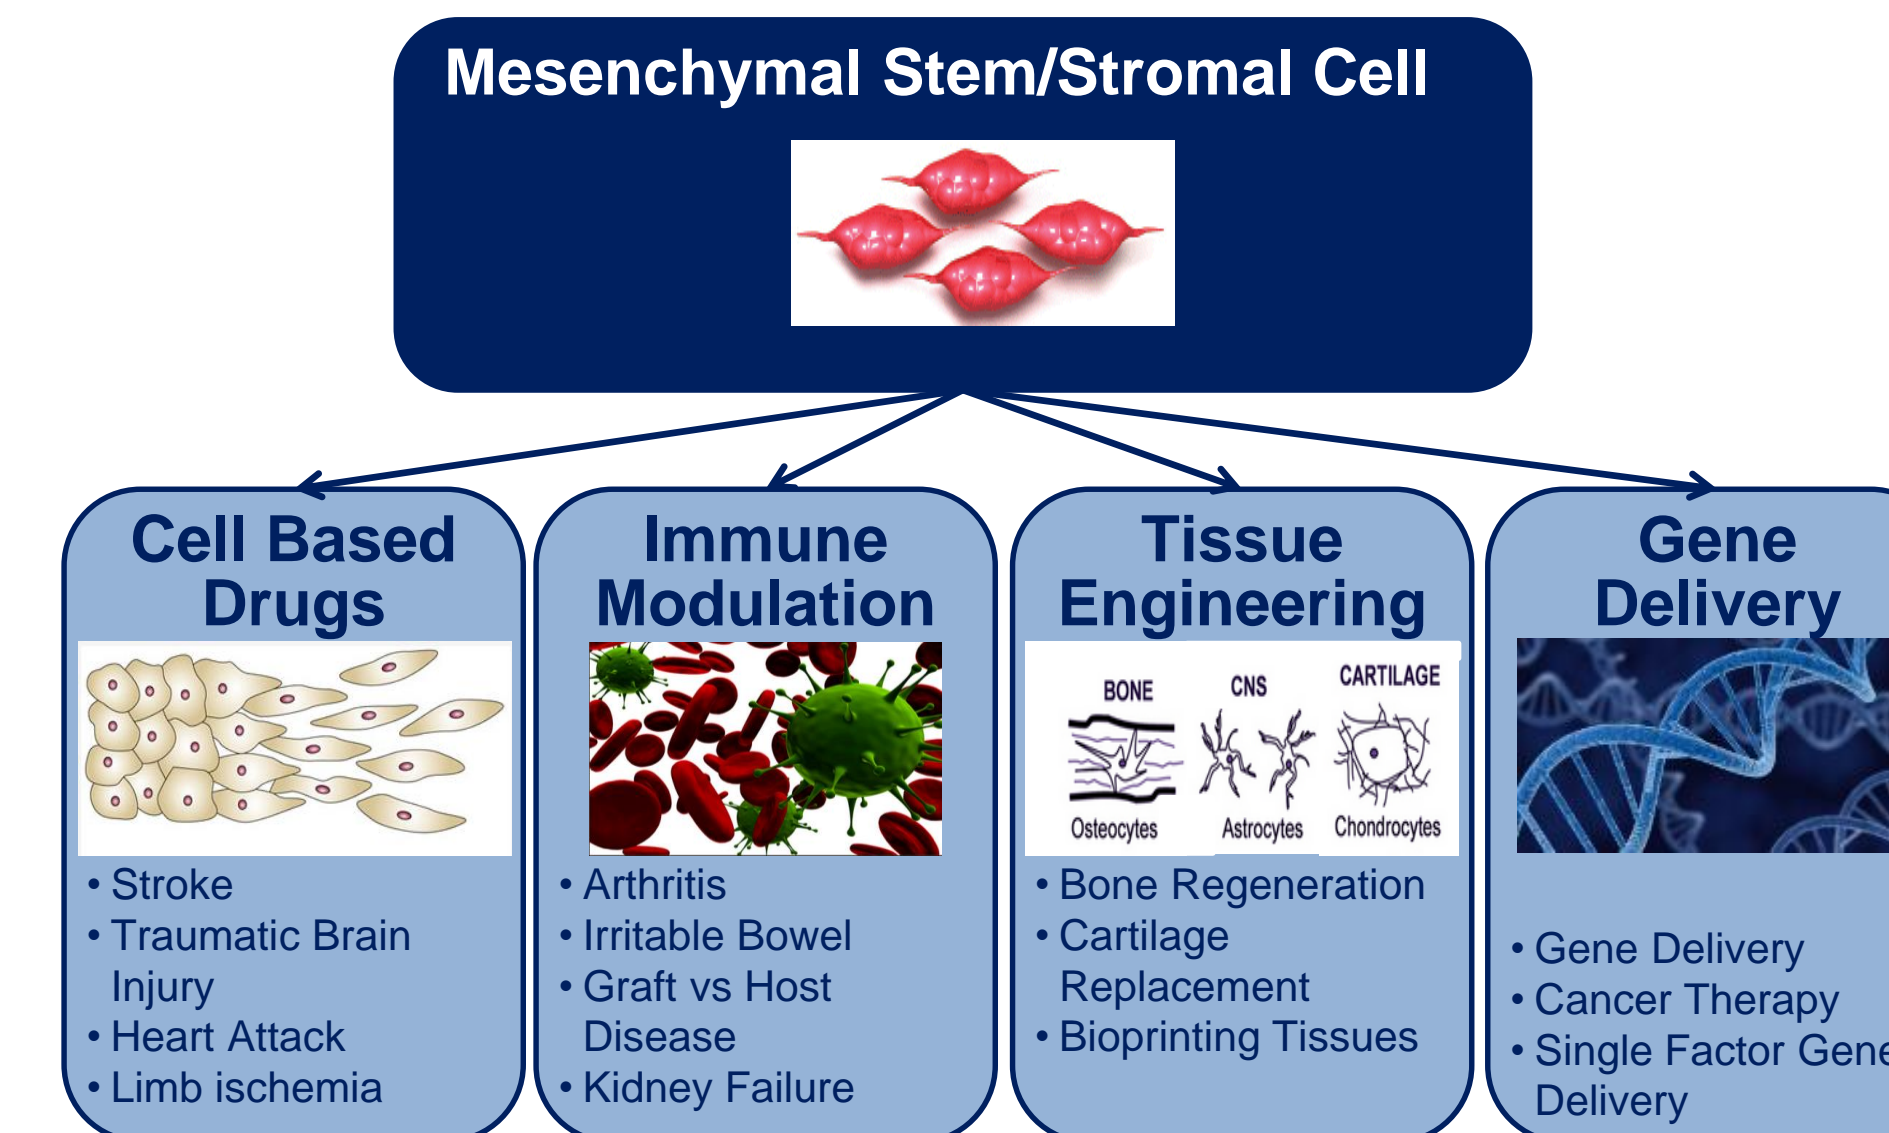 Mesenchymal Stem/Stromal Cell
Cell Based
Drugs
• Stroke
• Traumatic Brain
Injury
• Heart Attack
• Limb ischemia
Immune
Modulation
• Arthritis
• Irritable Bowel
• Graft vs Host
Disease
• Kidney Failure
Tissue
Engineering
BONE
CNS
CARTILAGE
Osteocytes
Astrocytes
Chondrocytes
• Bone Regeneration
• Cartilage
Replacement
• Bioprinting Tissues
Gene
Delivery
• Gene Delivery
• Cancer Therapy
• Single Factor Gene
Delivery